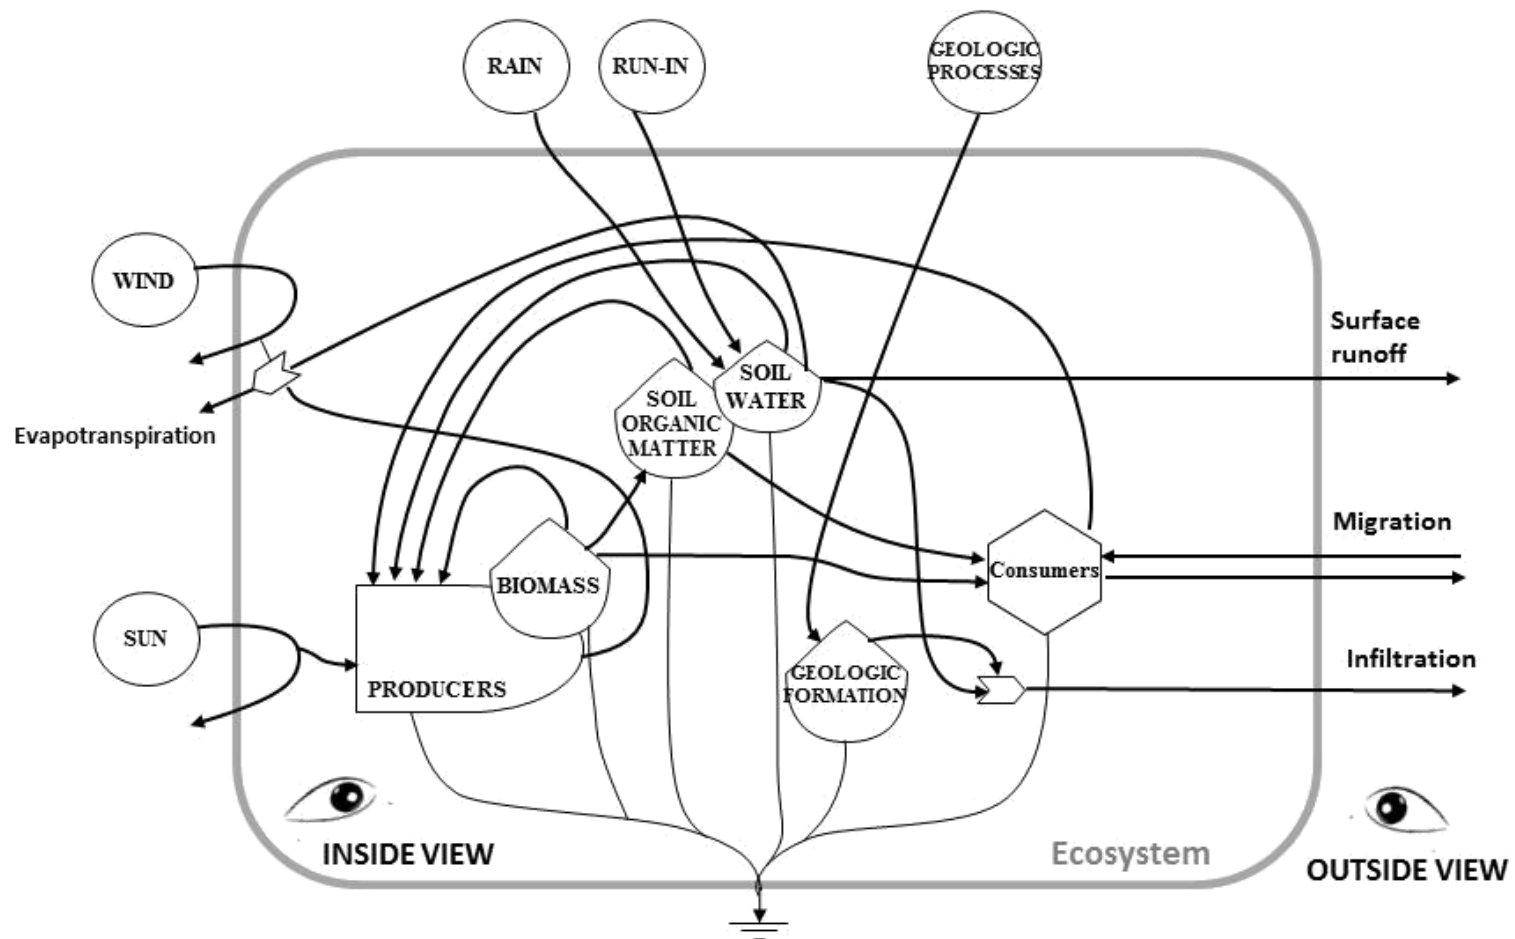 RAIN
RUN-IN
GEOLOGIC
PROCESSES
WIND
Surface
runoff
SOIL
WATER
SOIL
ORGANIC
MATTER
Evapotranspiration
Migration
Consumers
BIOMASS
SUN
Infiltration
GEOLOGIC
FORMATION
PRODUCERS
INSIDE VIEW
Ecosystem
OUTSIDE VIEW